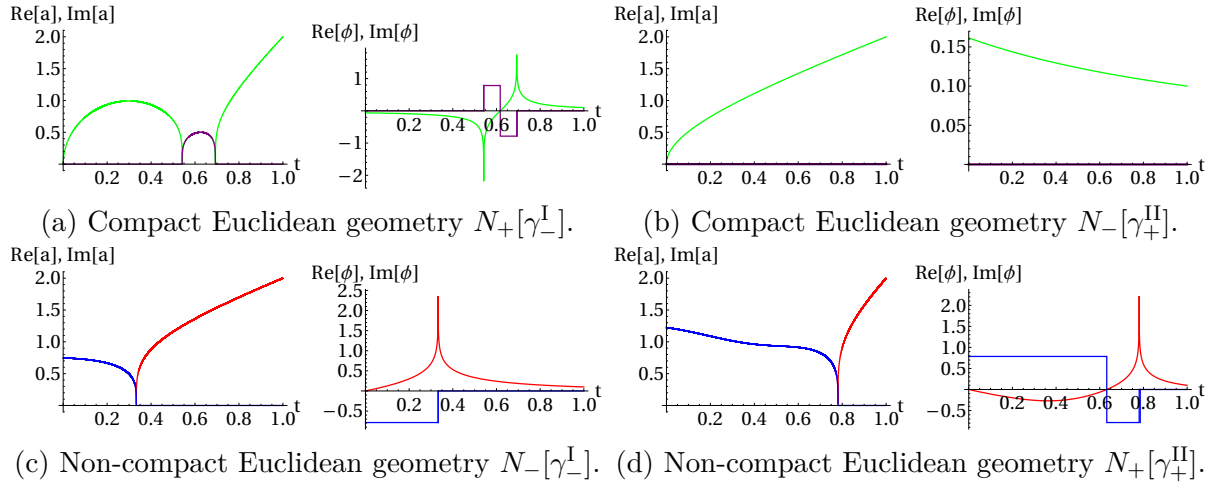 Re[a], Im[a]
2.0
1.5
1.0
0.5
0.2 0.4 0.6 0.8 1.0
t
Re[ϕ], Im[ϕ]
1
-1
-2
0.2 0.4 0.6 0.8 1.0
t
(a) Compact Euclidean geometry N₊[γ₋ᴵ].
Re[a], Im[a]
2.0
1.5
1.0
0.5
0.2 0.4 0.6 0.8 1.0
t
Re[ϕ], Im[ϕ]
0.15
0.10
0.05
0.2 0.4 0.6 0.8 1.0
t
(b) Compact Euclidean geometry N₋[γ₊ᴵᴵ].
Re[a], Im[a]
2.0
1.5
1.0
0.5
0.2 0.4 0.6 0.8 1.0
t
Re[ϕ], Im[ϕ]
2.5
2.0
1.5
1.0
0.5
-0.5
0.2 0.4 0.6 0.8 1.0
t
(c) Non-compact Euclidean geometry N₋[γ₋ᴵ].
Re[a], Im[a]
2.0
1.5
1.0
0.5
0.2 0.4 0.6 0.8 1.0
t
Re[ϕ], Im[ϕ]
2.0
1.5
1.0
0.5
-0.5
0.2 0.4 0.6 0.8 1.0
t
(d) Non-compact Euclidean geometry N₊[γ₊ᴵᴵ].